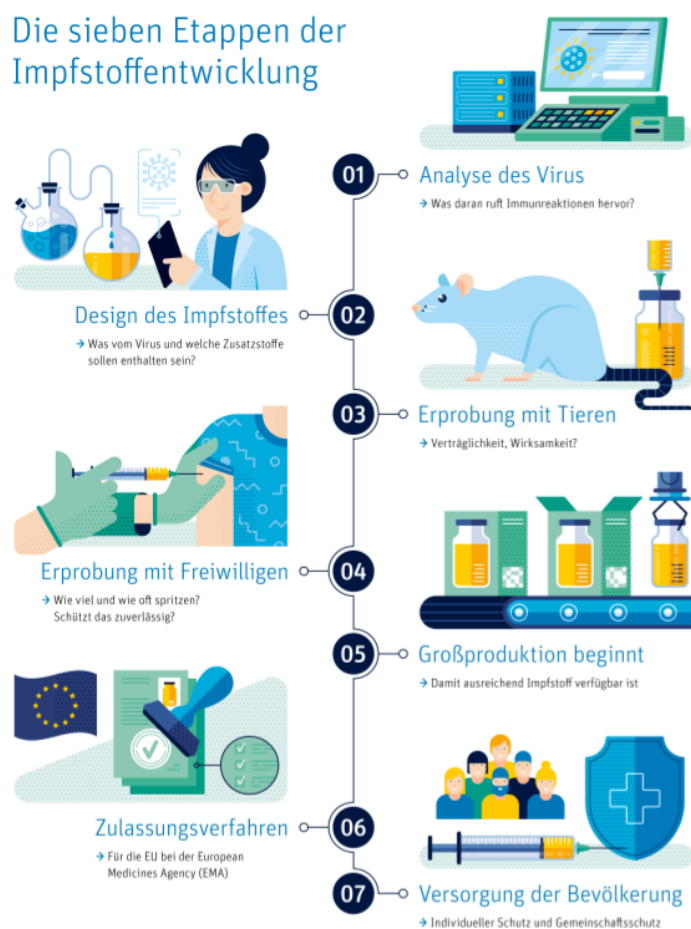 Die sieben Etappen der
Impfstoffentwicklung
01
Analyse des Virus
→ Was daran ruft Immunreaktionen hervor?
Design des Impfstoffes
02
→ Was vom Virus und welche Zusatzstoffe
sollen enthalten sein?
03
Erprobung mit Tieren
→ Verträglichkeit, Wirksamkeit?
Erprobung mit Freiwilligen
04
→ Wie viel und wie oft spritzen?
Schützt das zuverlässig?
05
Großproduktion beginnt
→ Damit ausreichend Impfstoff verfügbar ist
Zulassungsverfahren
06
→ Für die EU bei der European
Medicines Agency (EMA)
07
Versorgung der Bevölkerung
→ Individueller Schutz und Gemeinschaftsschutz